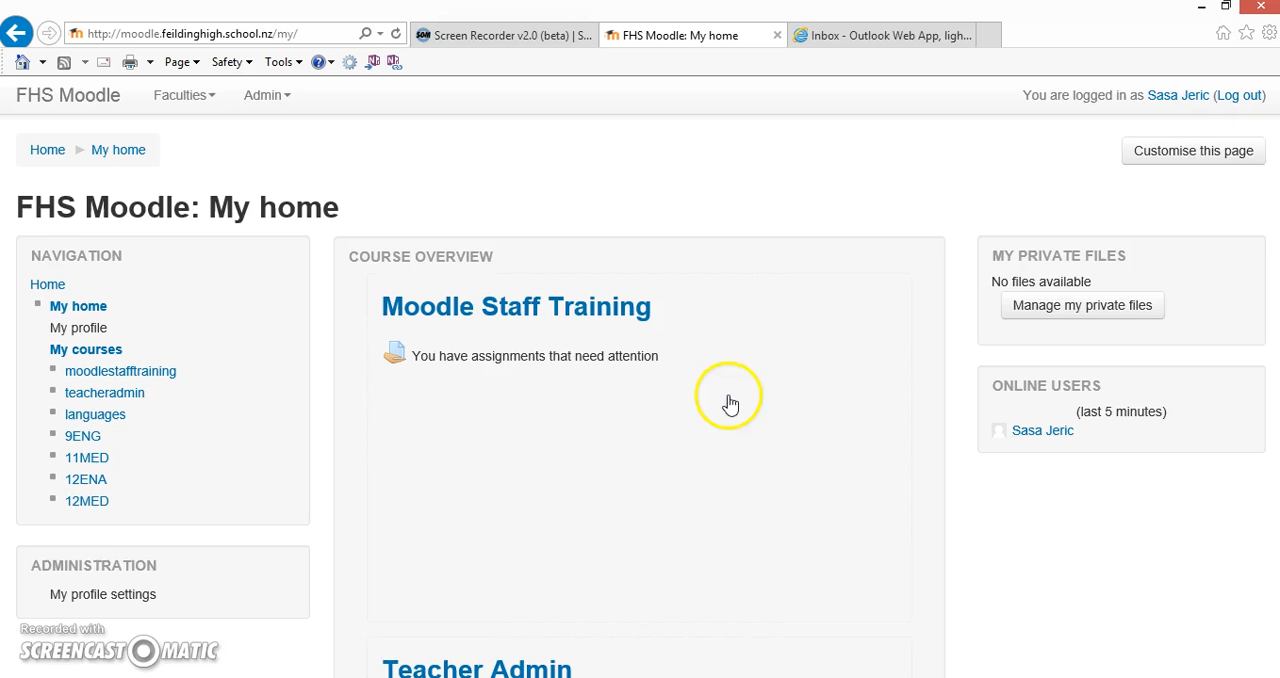 http://moodle.feildinghigh.school.nz/my/
Screen Recorder v2.0 (beta) | S...
FHS Moodle: My home
Inbox - Outlook Web App, ligh...
Page Safety Tools
FHS Moodle Faculties Admin You are logged in as Sasa Jeric (Log out)
Home My home Customise this page
FHS Moodle: My home
NAVIGATION
Home
My home
My profile
My courses
moodlestafftraining
teacheradmin
languages
9ENG
11MED
12ENA
12MED
ADMINISTRATION
My profile settings
COURSE OVERVIEW
Moodle Staff Training
You have assignments that need attention
Teacher Admin
MY PRIVATE FILES
No files available
Manage my private files
ONLINE USERS
(last 5 minutes)
Sasa Jeric
Recorded with
SCREENCAST-O-MATIC